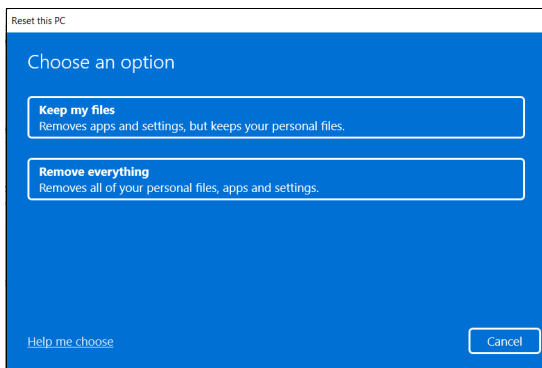 Reset this PC
Choose an option
Keep my files
Removes apps and settings, but keeps your personal files.
Remove everything
Removes all of your personal files, apps and settings.
Help me choose
Cancel